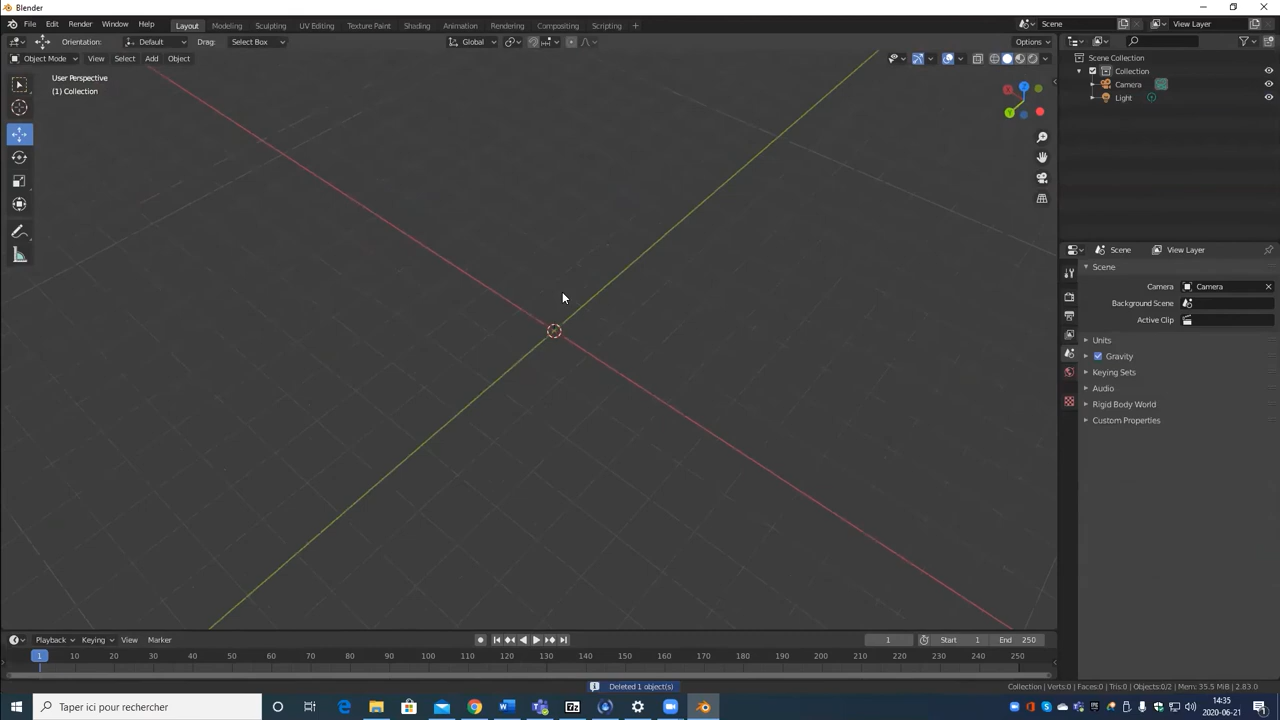 Blender
File Edit Render Window Help Layout Modeling Sculpting UV Editing Texture Paint Shading Animation Rendering Compositing Scripting + Scene View Layer
Orientation: Default Drag: Select Box Global Options
Object Mode View Select Add Object
User Perspective
(1) Collection
Z
Y
Scene Collection
Collection
Camera
Light
Scene View Layer
Scene
Camera Camera
Background Scene
Active Clip
Units
Gravity
Keying Sets
Audio
Rigid Body World
Custom Properties
Playback Keying View Marker 1 Start 1 End 250
1 10 20 30 40 50 60 70 80 90 100 110 120 130 140 150 160 170 180 190 200 210 220 230 240 250
Deleted 1 object(s) Collection | Verts:0 | Faces:0 | Tris:0 | Objects:0/2 | Mem: 35.5 MiB | 2.83.0
Taper ici pour rechercher
14:35
2020-06-21